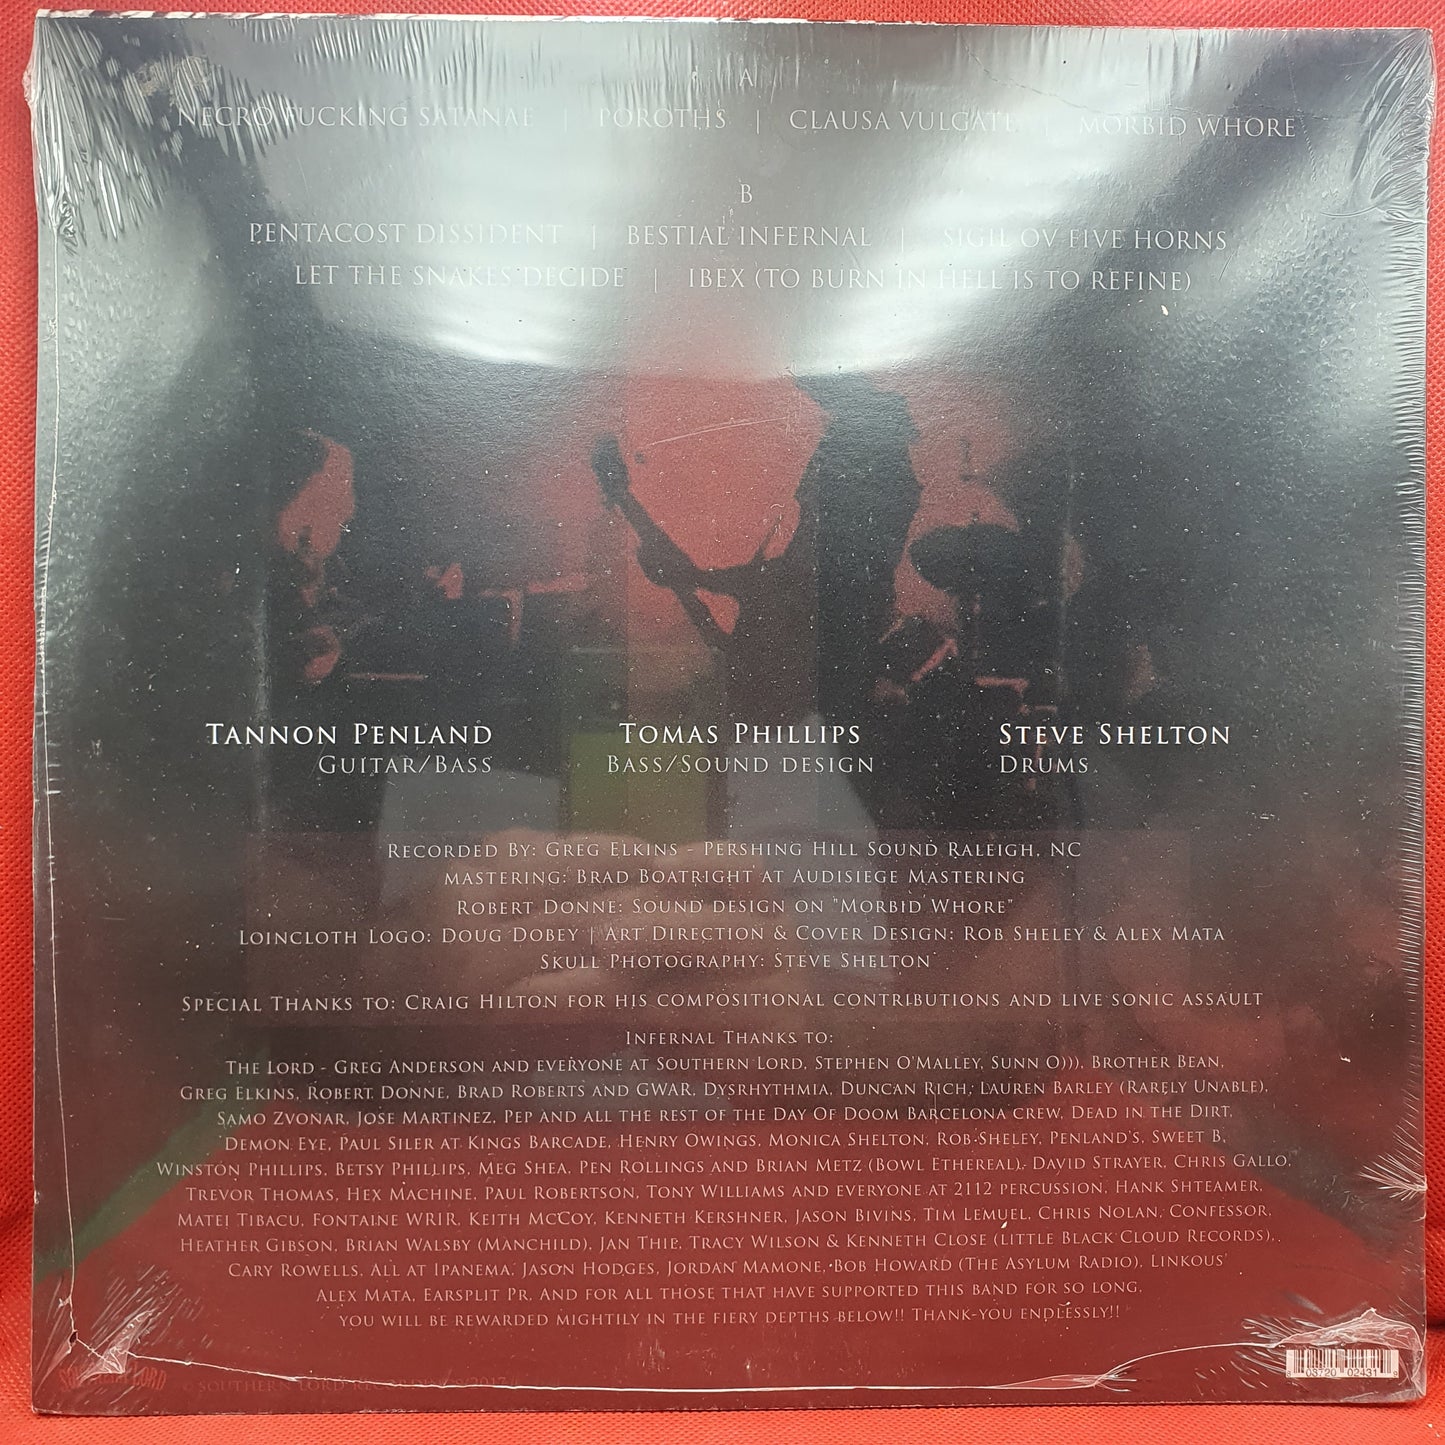 A
NECRO FUCKING SATANAE | POROTHS | CLAUSA VULGATE | MORBID WHORE
B
PENTACOST DISSIDENT | BESTIAL INFERNAL | SIGIL OV FIVE HORNS
LET THE SNAKES DECIDE | IBEX (TO BURN IN HELL IS TO REFINE)
TANNON PENLAND TOMAS PHILLIPS STEVE SHELTON
GUITAR/BASS BASS/SOUND DESIGN DRUMS
RECORDED BY: GREG ELKINS - PERSHING HILL SOUND RALEIGH, NC
MASTERING: BRAD BOATRIGHT AT AUDISIEGE MASTERING
ROBERT DONNE: SOUND DESIGN ON "MORBID WHORE"
LOINCLOTH LOGO: DOUG DOBEY | ART DIRECTION & COVER DESIGN: ROB SHELEY & ALEX MATA
SKULL PHOTOGRAPHY: STEVE SHELTON
SPECIAL THANKS TO: CRAIG HILTON FOR HIS COMPOSITIONAL CONTRIBUTIONS AND LIVE SONIC ASSAULT
INFERNAL THANKS TO:
THE LORD - GREG ANDERSON AND EVERYONE AT SOUTHERN LORD, STEPHEN O'MALLEY, SUNN O))), BROTHER BEAN,
GREG ELKINS, ROBERT DONNE, BRAD ROBERTS AND GWAR, DYSRHYTHMIA, DUNCAN RICH, LAUREN BARLEY (RARELY UNABLE),
SAMO ZVONAR, JOSE MARTINEZ, PEP AND ALL THE REST OF THE DAY OF DOOM BARCELONA CREW, DEAD IN THE DIRT,
DEMON EYE, PAUL SILER AT KINGS BARCADE, HENRY OWINGS, MONICA SHELTON, ROB SHELEY, PENLAND'S, SWEET B,
WINSTON PHILLIPS, BETSY PHILLIPS, MEG SHEA, PEN ROLLINGS AND BRIAN METZ (BOWL ETHEREAL), DAVID STRAYER, CHRIS GALLO,
TREVOR THOMAS, HEX MACHINE, PAUL ROBERTSON, TONY WILLIAMS AND EVERYONE AT 2112 PERCUSSION, HANK SHTEAMER,
MATEI TIBACU, FONTAINE WRIR, KEITH MCCOY, KENNETH KERSHNER, JASON BIVINS, TIM LEMUEL, CHRIS NOLAN, CONFESSOR,
HEATHER GIBSON, BRIAN WALSBY (MANCHILD), JAN THIE, TRACY WILSON & KENNETH CLOSE (LITTLE BLACK CLOUD RECORDS),
CARY ROWELLS, ALL AT IPANEMA, JASON HODGES, JORDAN MAMONE, BOB HOWARD (THE ASYLUM RADIO), LINKOUS'
ALEX MATA, EARSPLIT PR, AND FOR ALL THOSE THAT HAVE SUPPORTED THIS BAND FOR SO LONG.
YOU WILL BE REWARDED MIGHTILY IN THE FIERY DEPTHS BELOW!! THANK-YOU ENDLESSLY!!
SOUTHERN LORD © SOUTHERN LORD RECORDINGS 2017
8 03720 02431 9